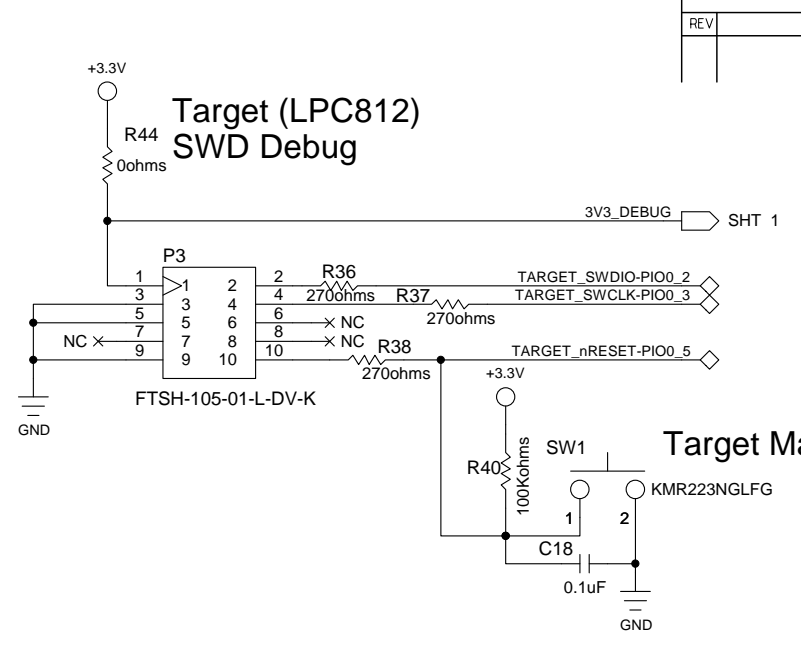 REV
+3.3V
Target (LPC812)
SWD Debug
R44
0ohms
3V3_DEBUG
SHT 1
P3
1 1 2 2 R36 TARGET_SWDIO-PIO0_2
270ohms
3 3 4 4 R37 TARGET_SWCLK-PIO0_3
270ohms
5 5 6 6 NC
NC 7 7 8 8 NC
9 9 10 10 R38 TARGET_nRESET-PIO0_5
270ohms
FTSH-105-01-L-DV-K
GND
+3.3V
R40
100Kohms
SW1
Target Ma
KMR223NGLFG
1 2
C18
0.1uF
GND